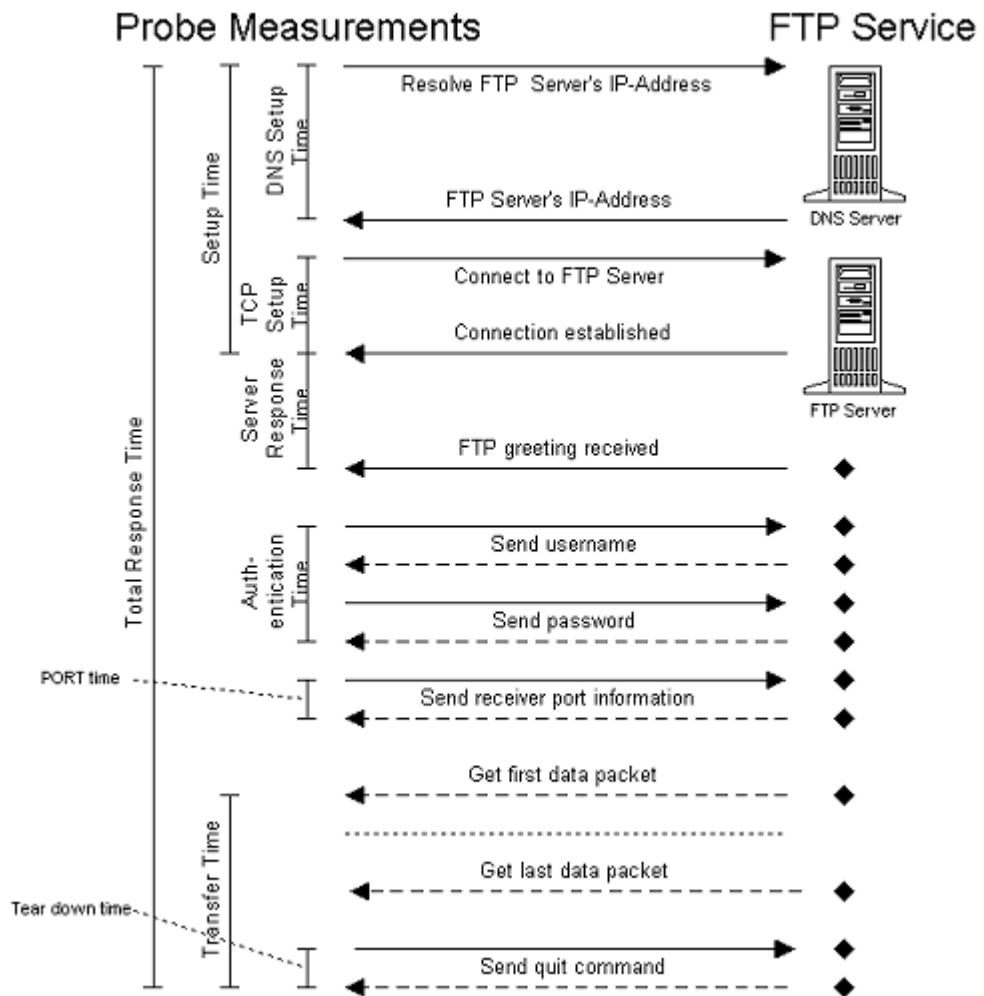 Probe Measurements
FTP Service
Resolve FTP Server's IP-Address
DNS Setup
Time
Setup Time
FTP Server's IP-Address
DNS Server
Connect to FTP Server
TCP
Setup
Time
Connection established
FTP Server
Server
Response
Time
FTP greeting received
Total Response Time
Send username
Auth-
entication
Time
Send password
PORT time
Send receiver port information
Get first data packet
Transfer Time
Get last data packet
Tear down time
Send quit command